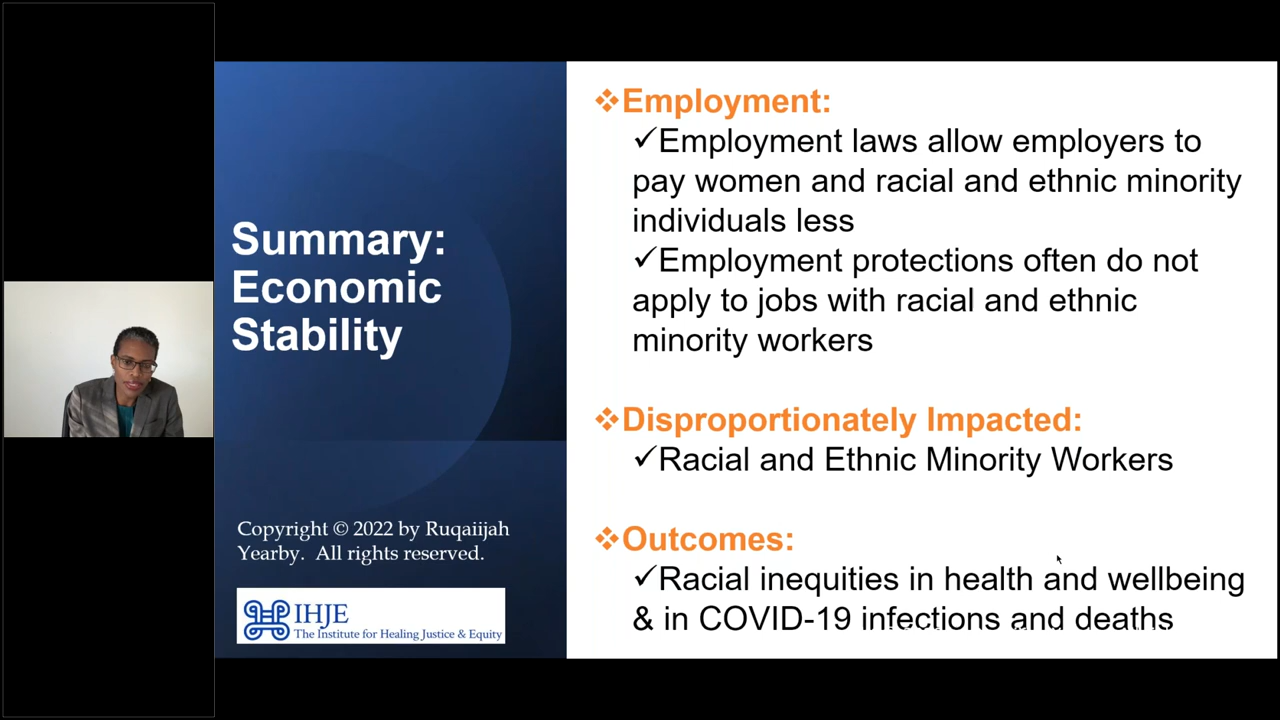 Summary:
Economic
Stability
Copyright © 2022 by Ruqaiijah
Yearby. All rights reserved.
IHJE
The Institute for Healing Justice & Equity
❖Employment:
✓Employment laws allow employers to
pay women and racial and ethnic minority
individuals less
✓Employment protections often do not
apply to jobs with racial and ethnic
minority workers
❖Disproportionately Impacted:
✓Racial and Ethnic Minority Workers
❖Outcomes:
✓Racial inequities in health and wellbeing
& in COVID-19 infections and deaths